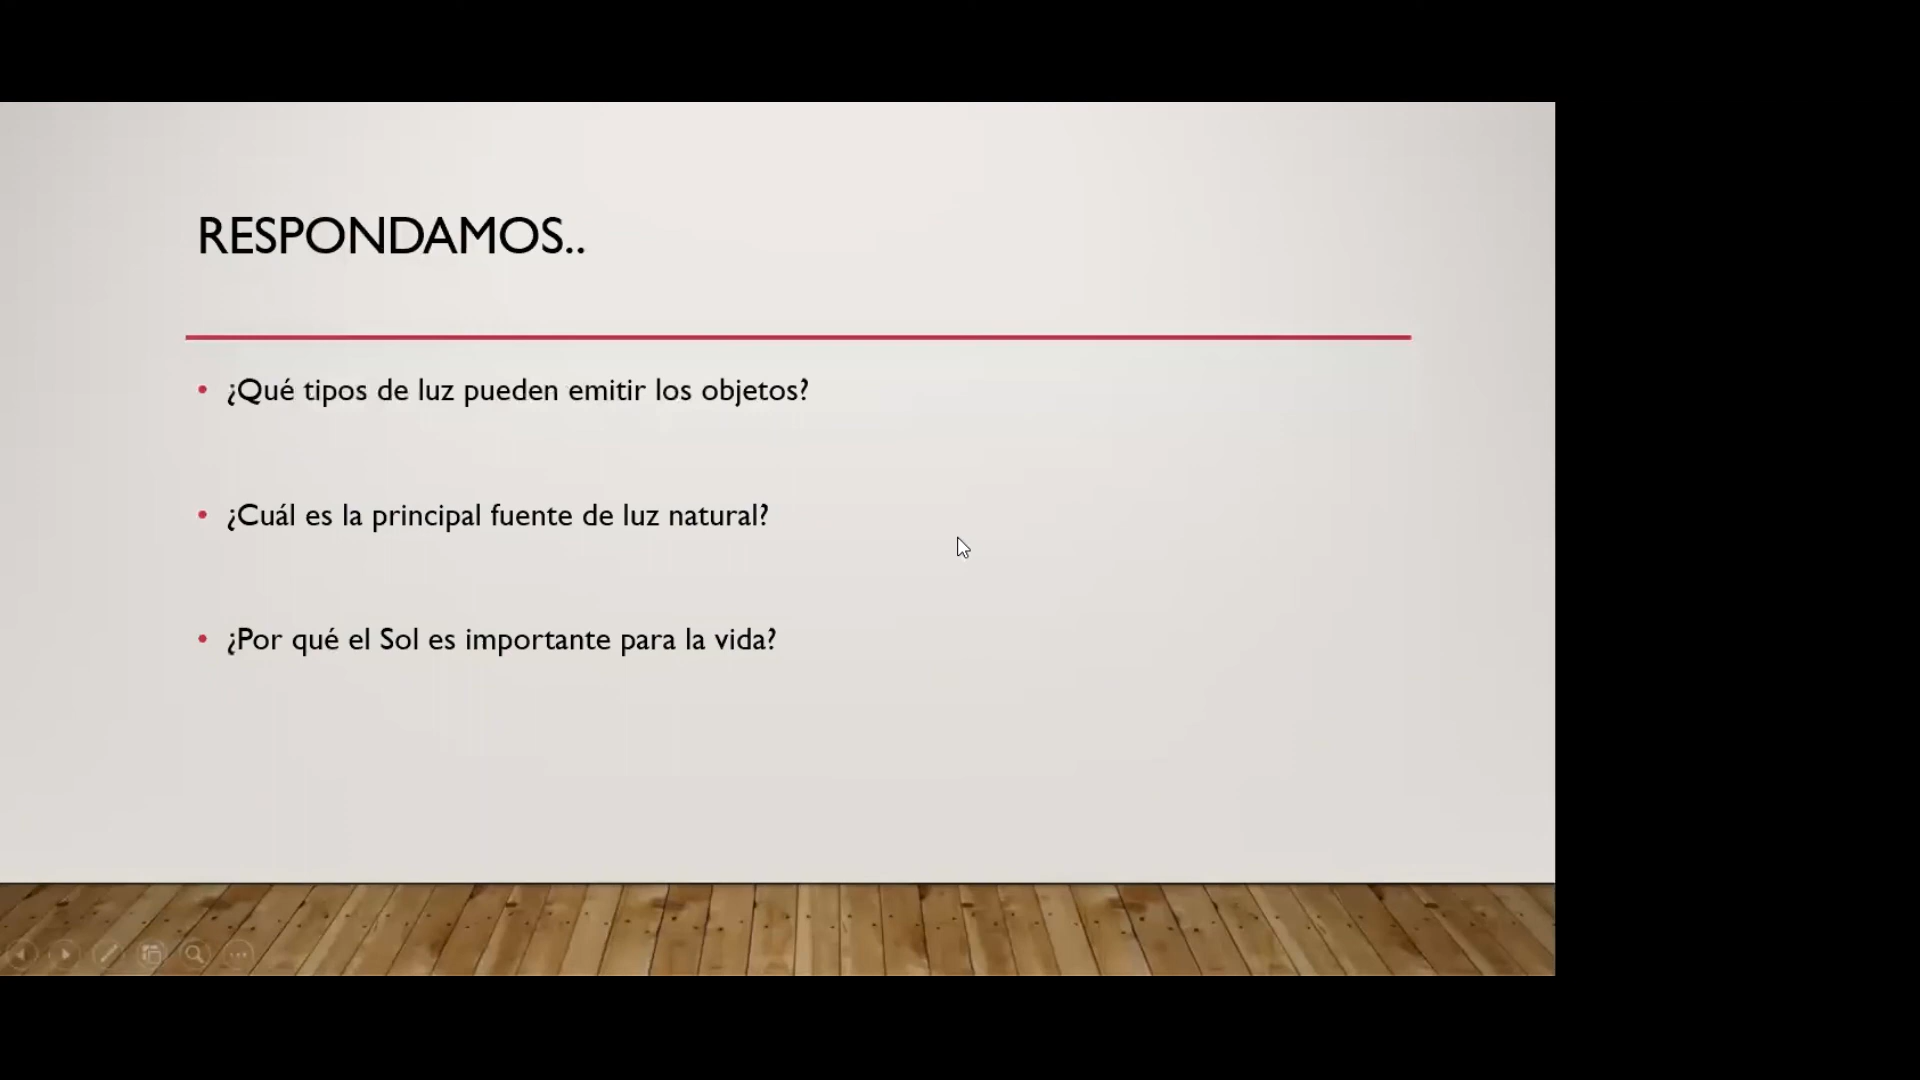 RESPONDAMOS..
• ¿Qué tipos de luz pueden emitir los objetos?
• ¿Cuál es la principal fuente de luz natural?
• ¿Por qué el Sol es importante para la vida?